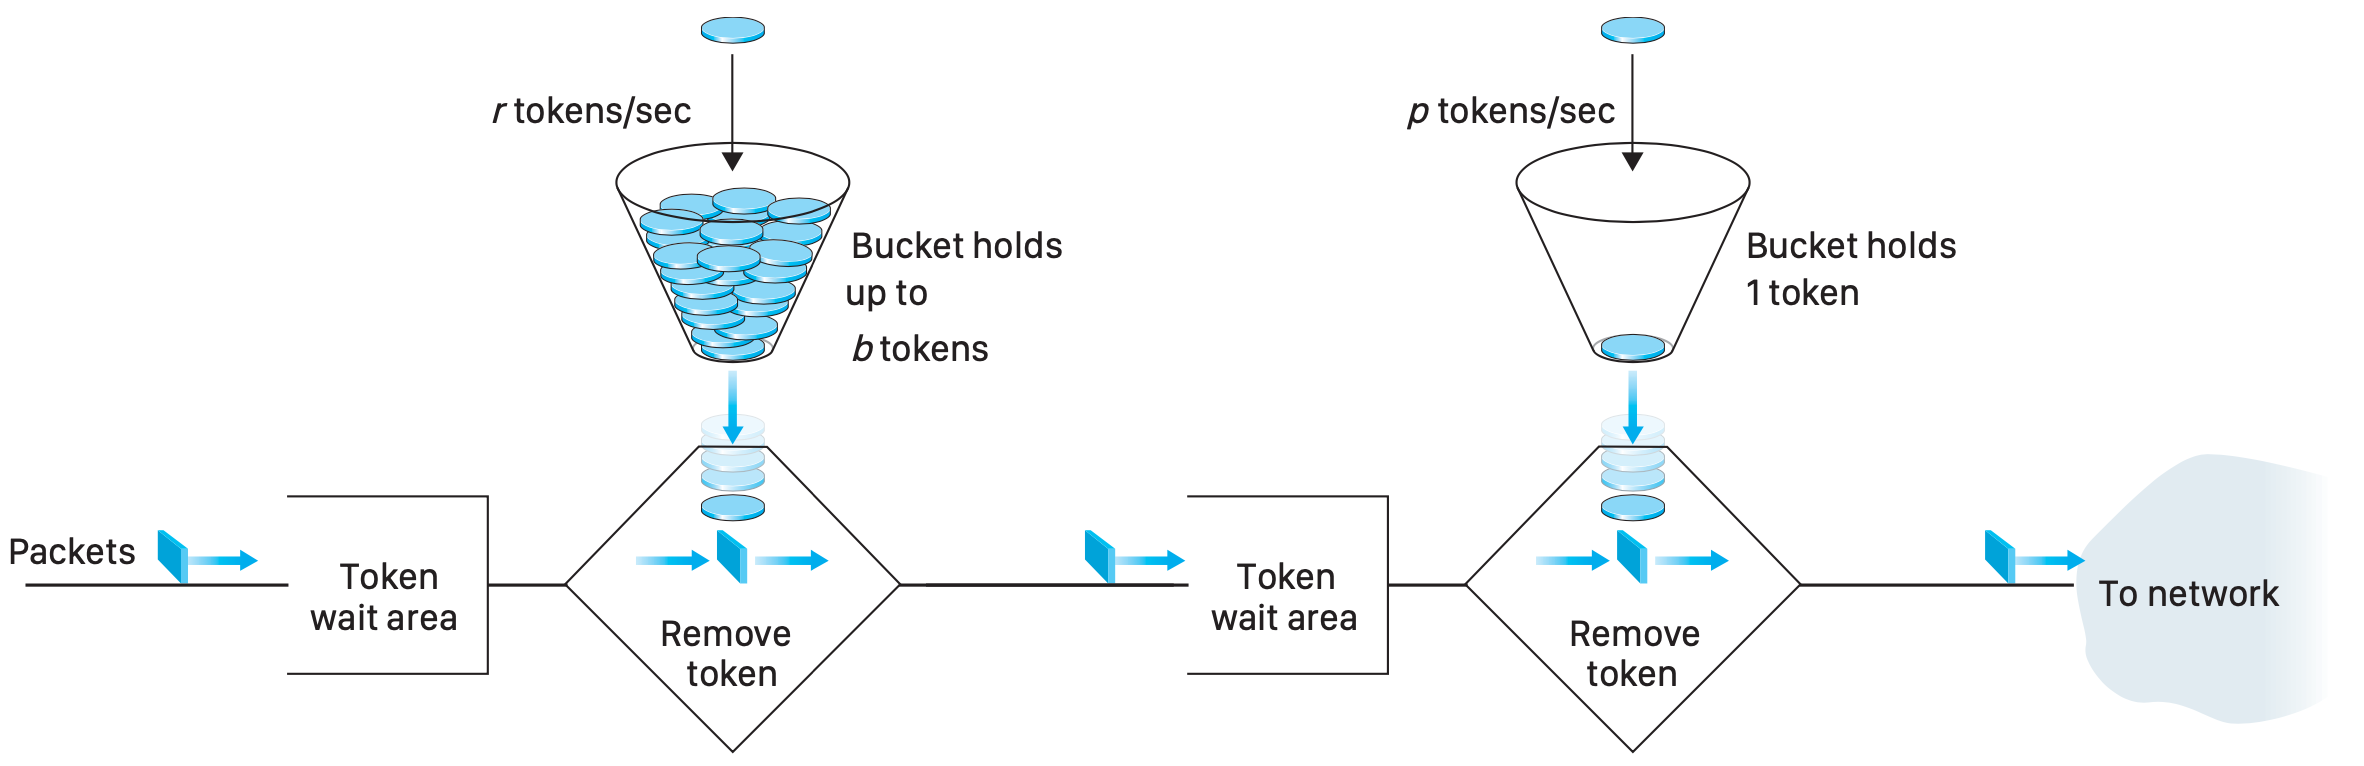 r tokens/sec
p tokens/sec
Bucket holds
up to
b tokens
Bucket holds
1 token
Packets
Token
wait area
Remove
token
Token
wait area
Remove
token
To network